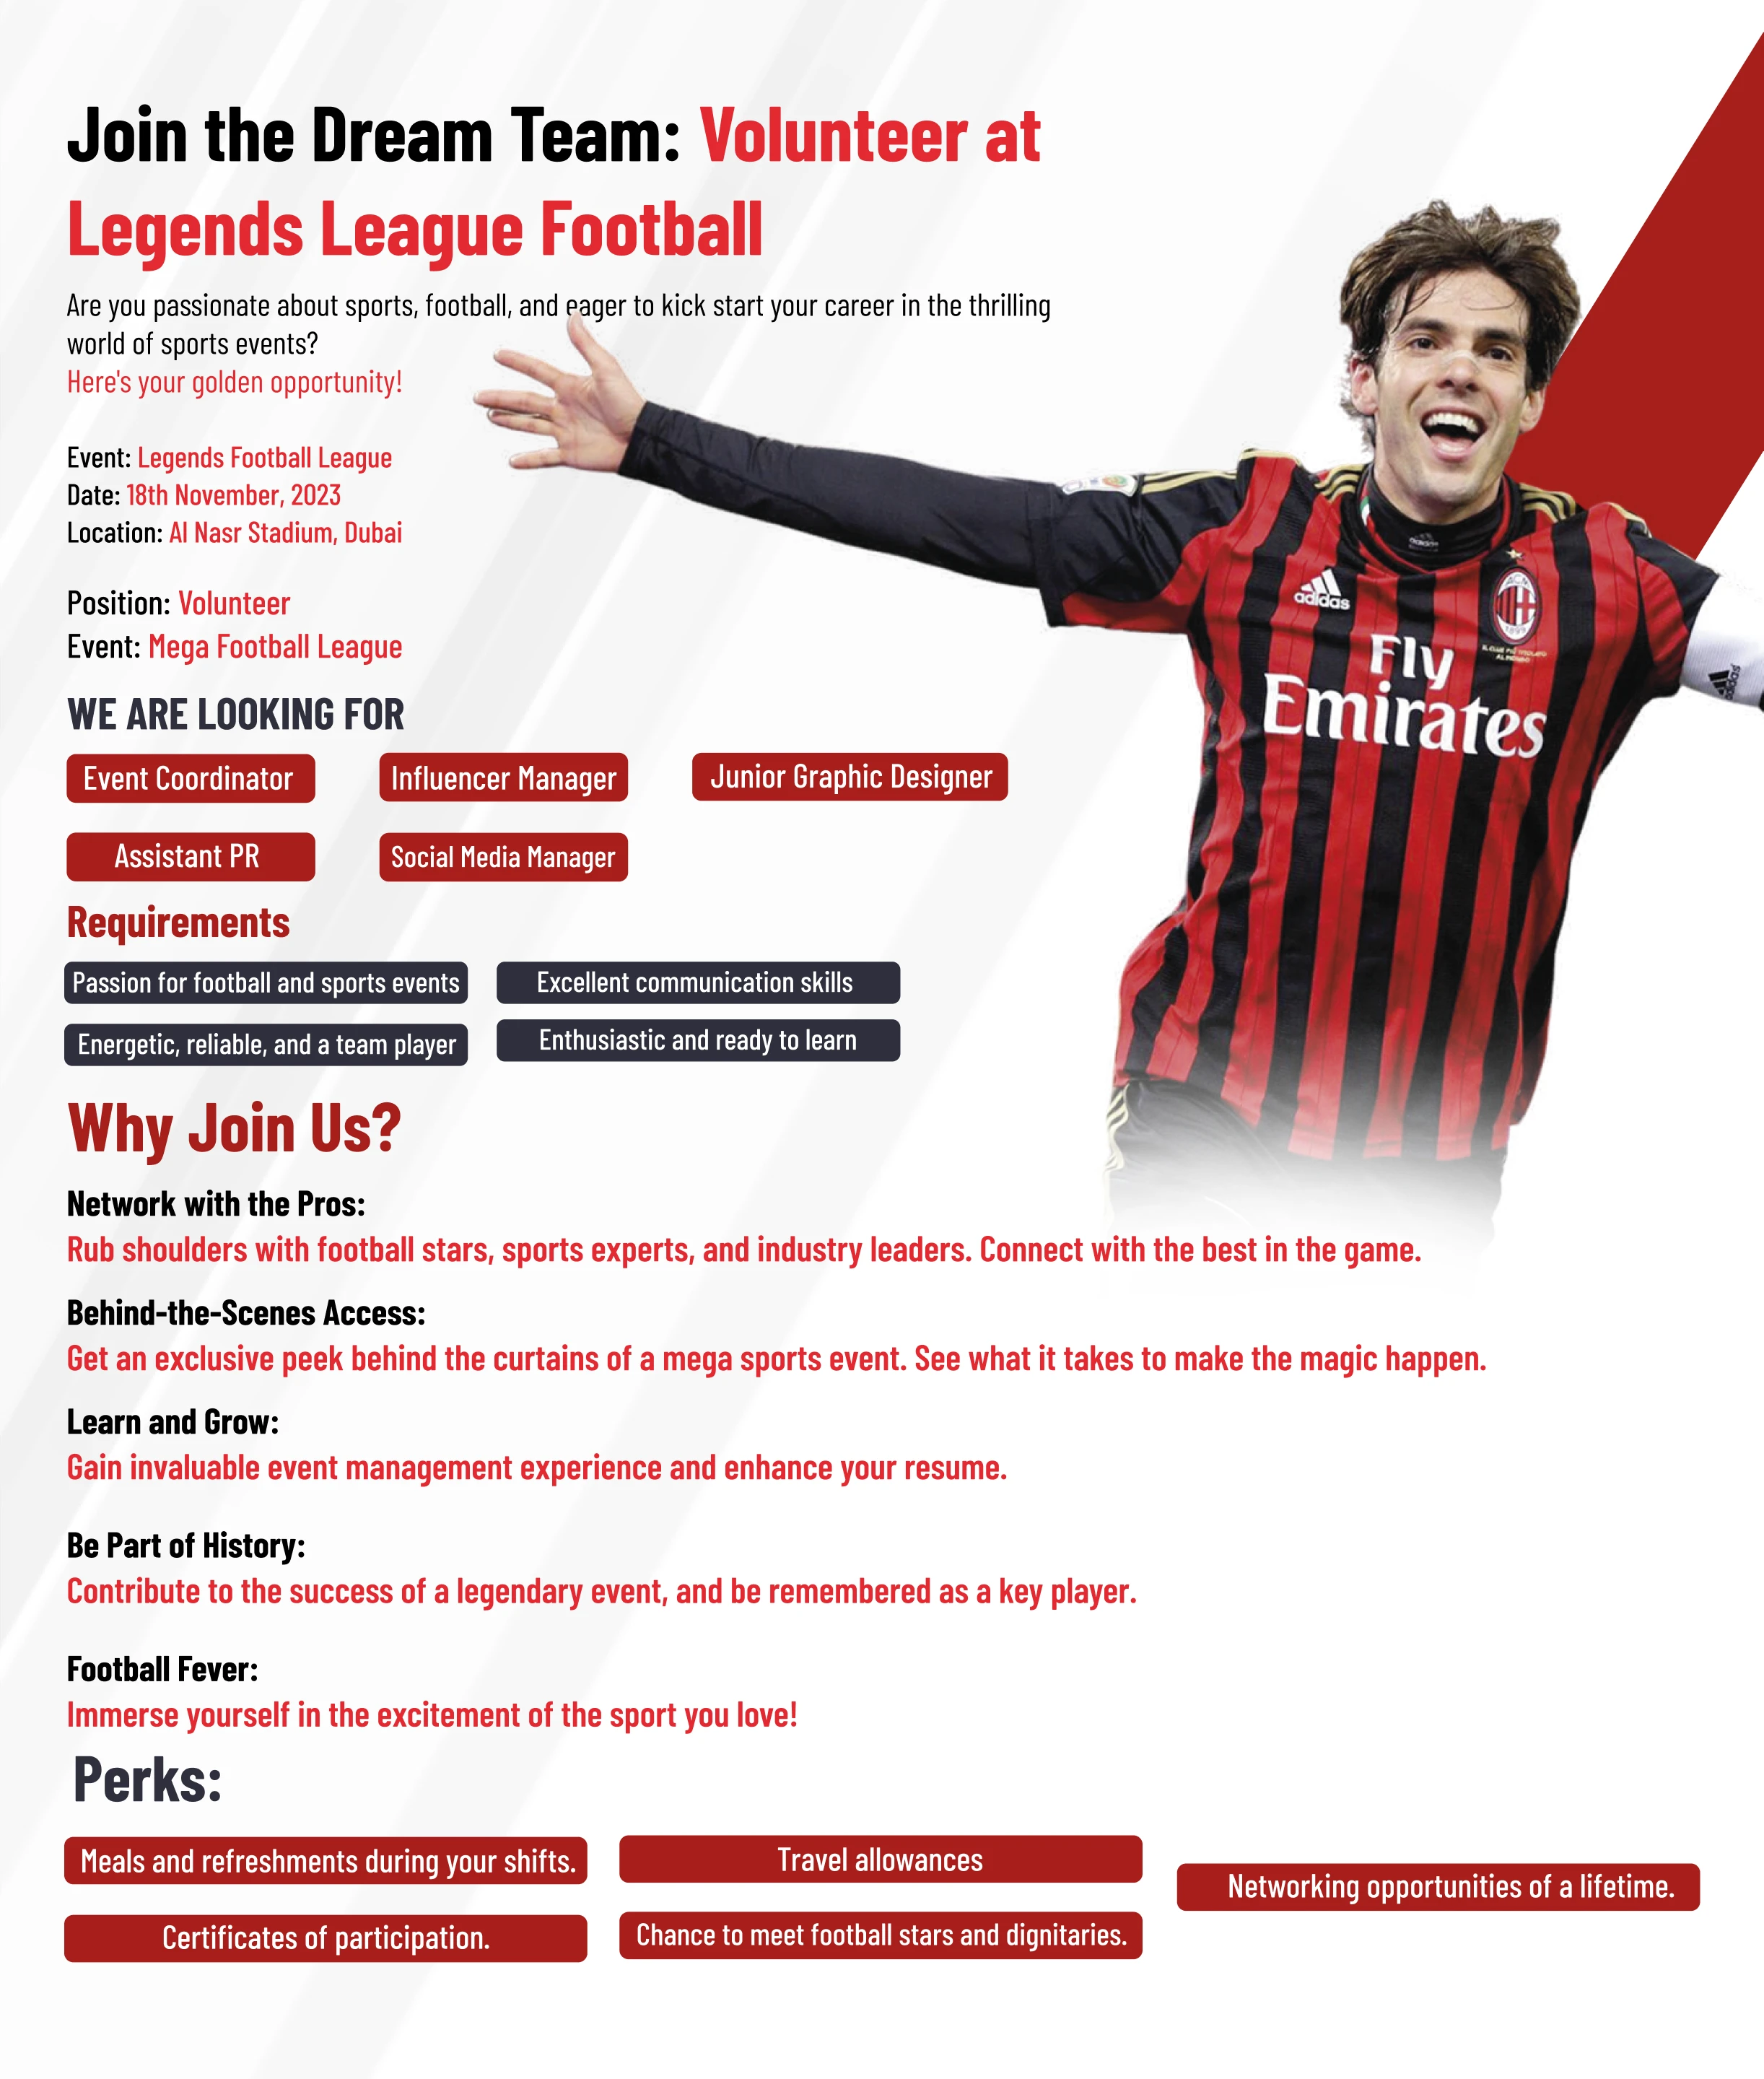 Join the Dream Team: Volunteer at
Legends League Football
Are you passionate about sports, football, and eager to kick start your career in the thrilling
world of sports events?
Here's your golden opportunity!
Event: Legends Football League
Date: 18th November, 2023
Location: Al Nasr Stadium, Dubai
Position: Volunteer
Event: Mega Football League
WE ARE LOOKING FOR
Event Coordinator
Influencer Manager
Junior Graphic Designer
Assistant PR
Social Media Manager
adidas
adidas
ACM
1899
Fly
Emirates
adidas
Requirements
Passion for football and sports events
Excellent communication skills
Energetic, reliable, and a team player
Enthusiastic and ready to learn
Why Join Us?
Network with the Pros:
Rub shoulders with football stars, sports experts, and industry leaders. Connect with the best in the game.
Behind-the-Scenes Access:
Get an exclusive peek behind the curtains of a mega sports event. See what it takes to make the magic happen.
Learn and Grow:
Gain invaluable event management experience and enhance your resume.
Be Part of History:
Contribute to the success of a legendary event, and be remembered as a key player.
Football Fever:
Immerse yourself in the excitement of the sport you love!
Perks:
Meals and refreshments during your shifts.
Travel allowances
Networking opportunities of a lifetime.
Certificates of participation.
Chance to meet football stars and dignitaries.